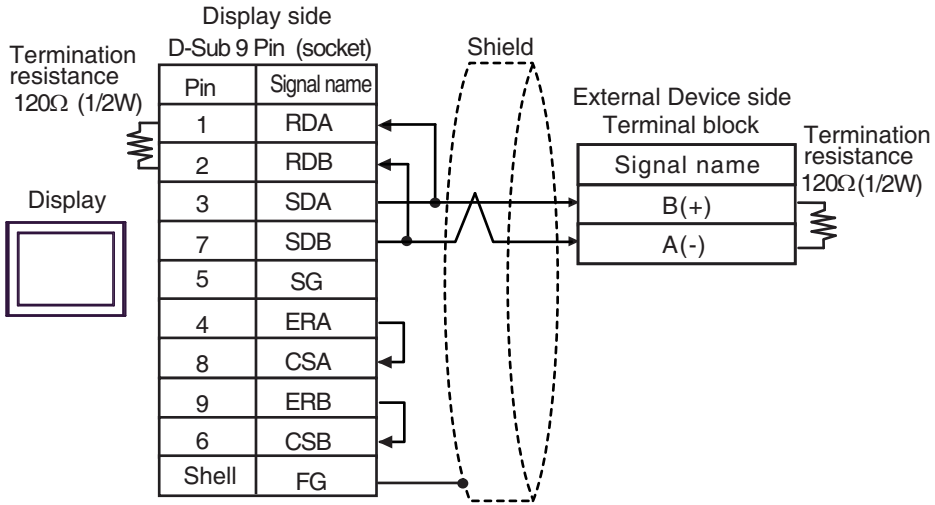 Display side
D-Sub 9 Pin (socket)
Termination
resistance
120Ω (1/2W)
Pin Signal name
1 RDA
2 RDB
3 SDA
7 SDB
5 SG
4 ERA
8 CSA
9 ERB
6 CSB
Shell FG
Display
Shield
External Device side
Terminal block
Signal name
B(+)
A(-)
Termination
resistance
120Ω(1/2W)